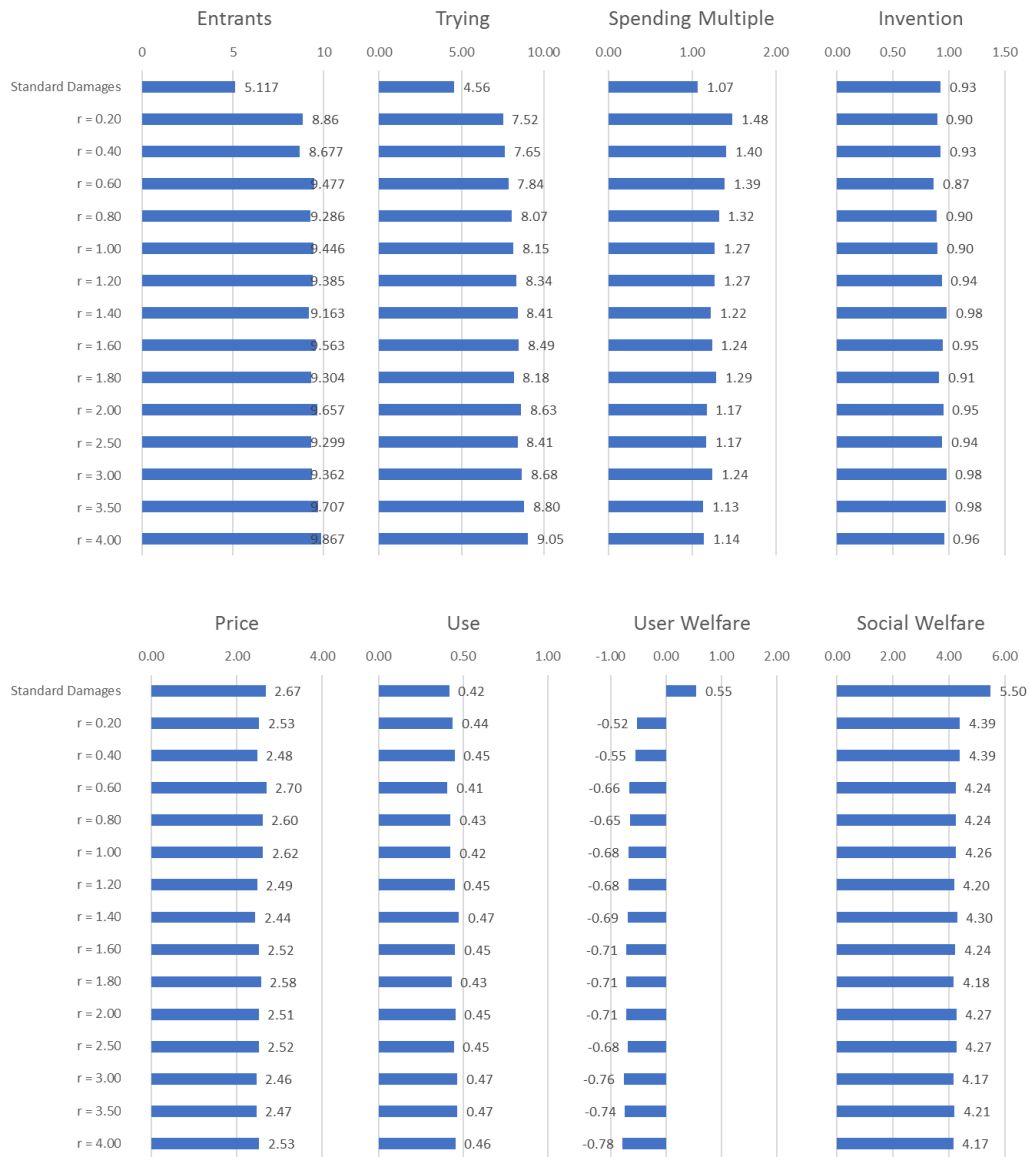 Entrants Trying Spending Multiple Invention
0 5 10 0.00 5.00 10.00 0.00 1.00 2.00 0.00 0.50 1.00 1.50
Standard Damages 5.117 4.56 1.07 0.93
r = 0.20 8.86 7.52 1.48 0.90
r = 0.40 8.677 7.65 1.40 0.93
r = 0.60 9.477 7.84 1.39 0.87
r = 0.80 9.286 8.07 1.32 0.90
r = 1.00 9.446 8.15 1.27 0.90
r = 1.20 9.385 8.34 1.27 0.94
r = 1.40 9.163 8.41 1.22 0.98
r = 1.60 9.563 8.49 1.24 0.95
r = 1.80 9.304 8.18 1.29 0.91
r = 2.00 9.657 8.63 1.17 0.95
r = 2.50 9.299 8.41 1.17 0.94
r = 3.00 9.362 8.68 1.24 0.98
r = 3.50 9.707 8.80 1.13 0.98
r = 4.00 9.867 9.05 1.14 0.96
Price Use User Welfare Social Welfare
0.00 2.00 4.00 0.00 0.50 1.00 -1.00 0.00 1.00 2.00 0.00 2.00 4.00 6.00
Standard Damages 2.67 0.42 0.55 5.50
r = 0.20 2.53 0.44 -0.52 4.39
r = 0.40 2.48 0.45 -0.55 4.39
r = 0.60 2.70 0.41 -0.66 4.24
r = 0.80 2.60 0.43 -0.65 4.24
r = 1.00 2.62 0.42 -0.68 4.26
r = 1.20 2.49 0.45 -0.68 4.20
r = 1.40 2.44 0.47 -0.69 4.30
r = 1.60 2.52 0.45 -0.71 4.24
r = 1.80 2.58 0.43 -0.71 4.18
r = 2.00 2.51 0.45 -0.71 4.27
r = 2.50 2.52 0.45 -0.68 4.27
r = 3.00 2.46 0.47 -0.76 4.17
r = 3.50 2.47 0.47 -0.74 4.21
r = 4.00 2.53 0.46 -0.78 4.17